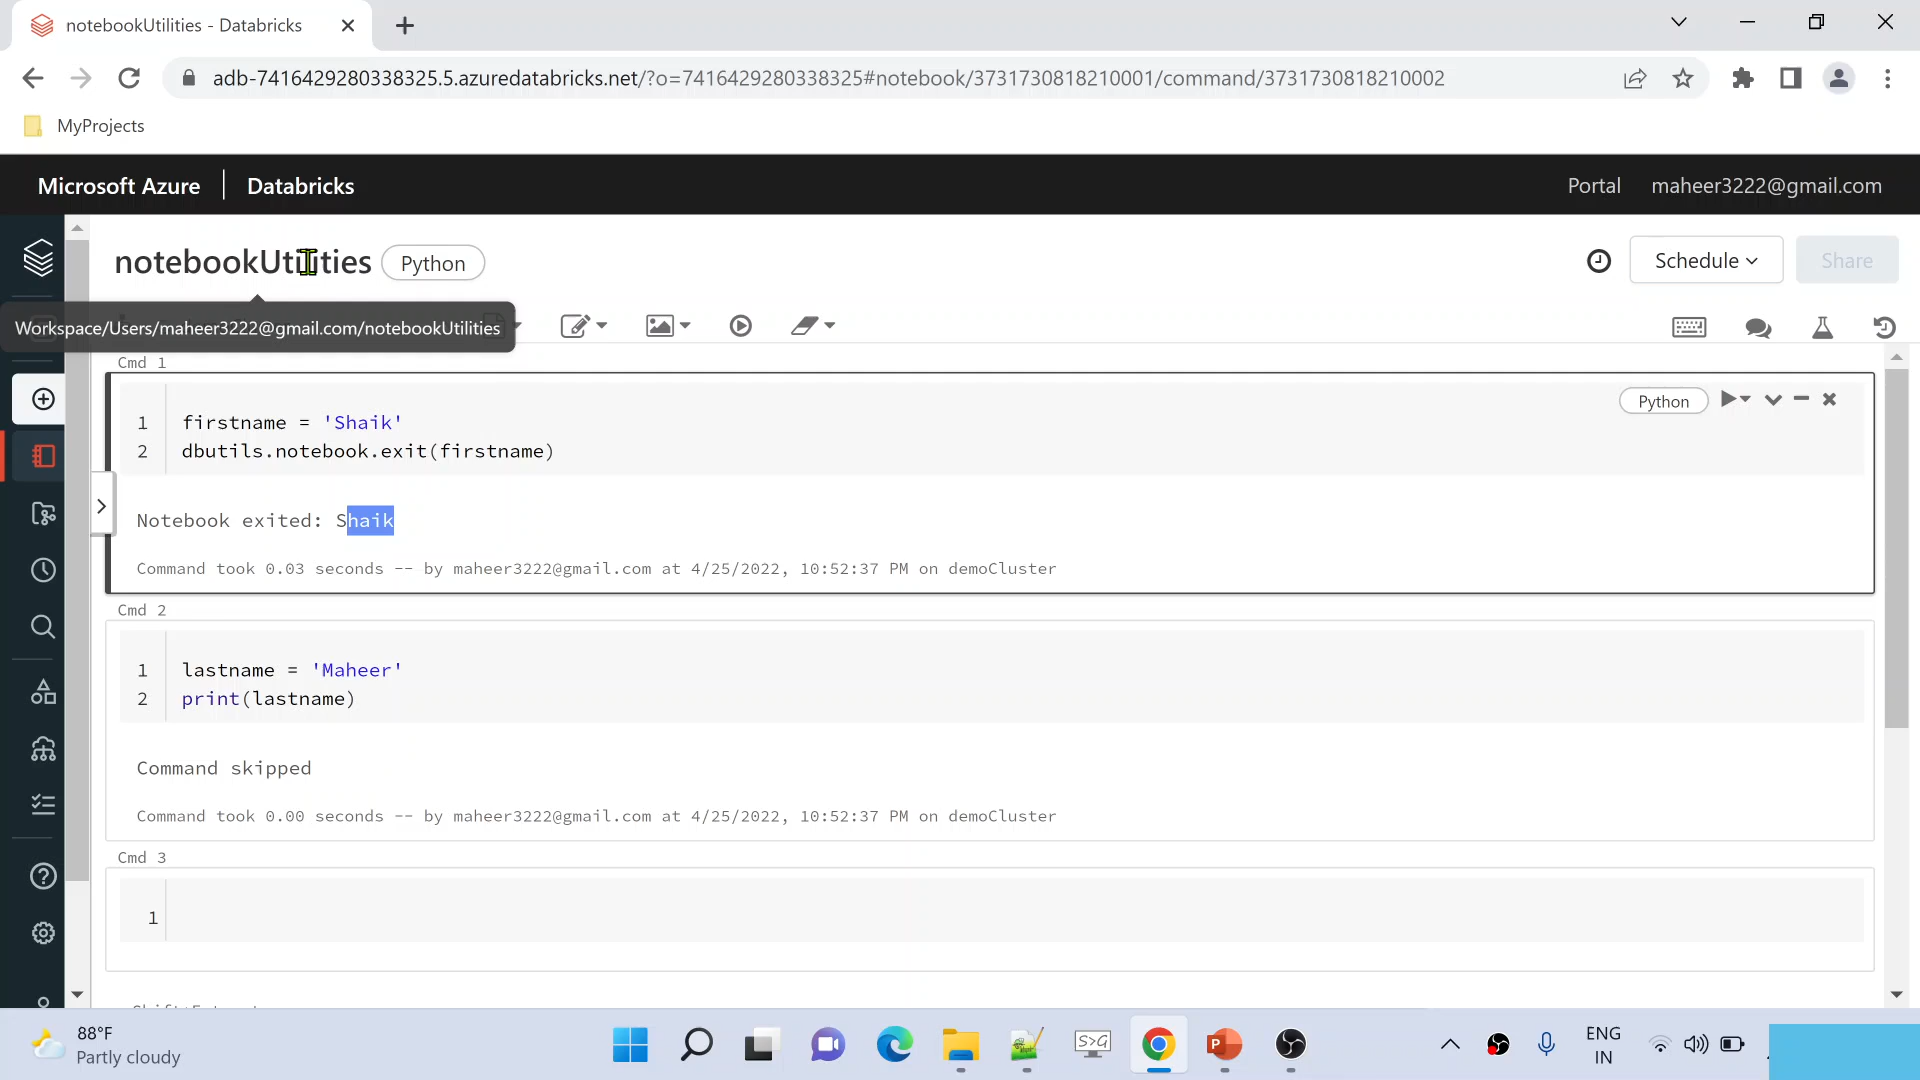 notebookUtilities - Databricks
adb-7416429280338325.5.azuredatabricks.net/?o=7416429280338325#notebook/3731730818210001/command/3731730818210002
MyProjects
Microsoft Azure Databricks Portal maheer3222@gmail.com
notebookUtilities Python Schedule Share
Workspace/Users/maheer3222@gmail.com/notebookUtilities
Cmd 1
Python
1 firstname = 'Shaik'
2 dbutils.notebook.exit(firstname)
Notebook exited: Shaik
Command took 0.03 seconds -- by maheer3222@gmail.com at 4/25/2022, 10:52:37 PM on demoCluster
Cmd 2
1 lastname = 'Maheer'
2 print(lastname)
Command skipped
Command took 0.00 seconds -- by maheer3222@gmail.com at 4/25/2022, 10:52:37 PM on demoCluster
Cmd 3
1
88°F
Partly cloudy
S>G
ENG
IN